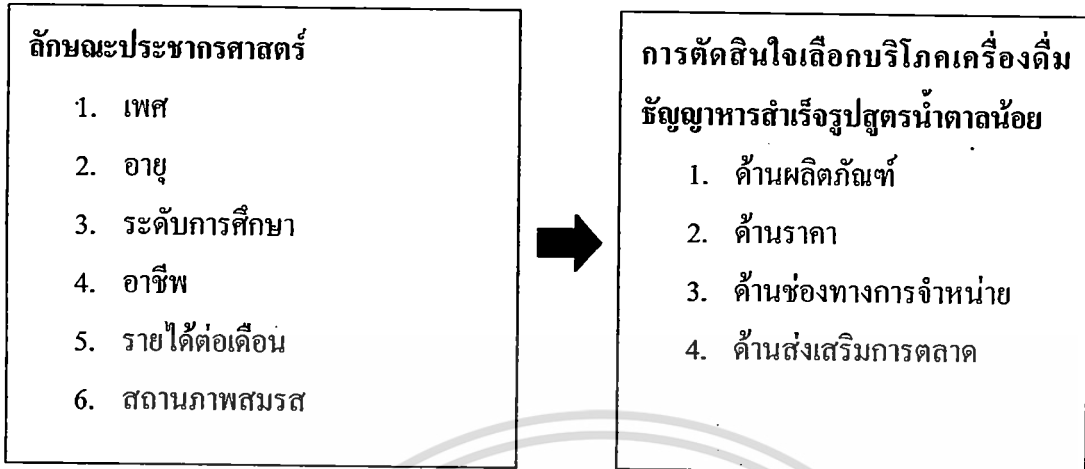 ลักษณะประชากรศาสตร์
1. เพศ
2. อายุ
3. ระดับการศึกษา
4. อาชีพ
5. รายได้ต่อเดือน
6. สถานภาพสมรส
การตัดสินใจเลือกบริโภคเครื่องดื่ม
ธัญญาหารสำเร็จรูปสูตรน้ำตาลน้อย
1. ด้านผลิตภัณฑ์
2. ด้านราคา
3. ด้านช่องทางการจำหน่าย
4. ด้านส่งเสริมการตลาด